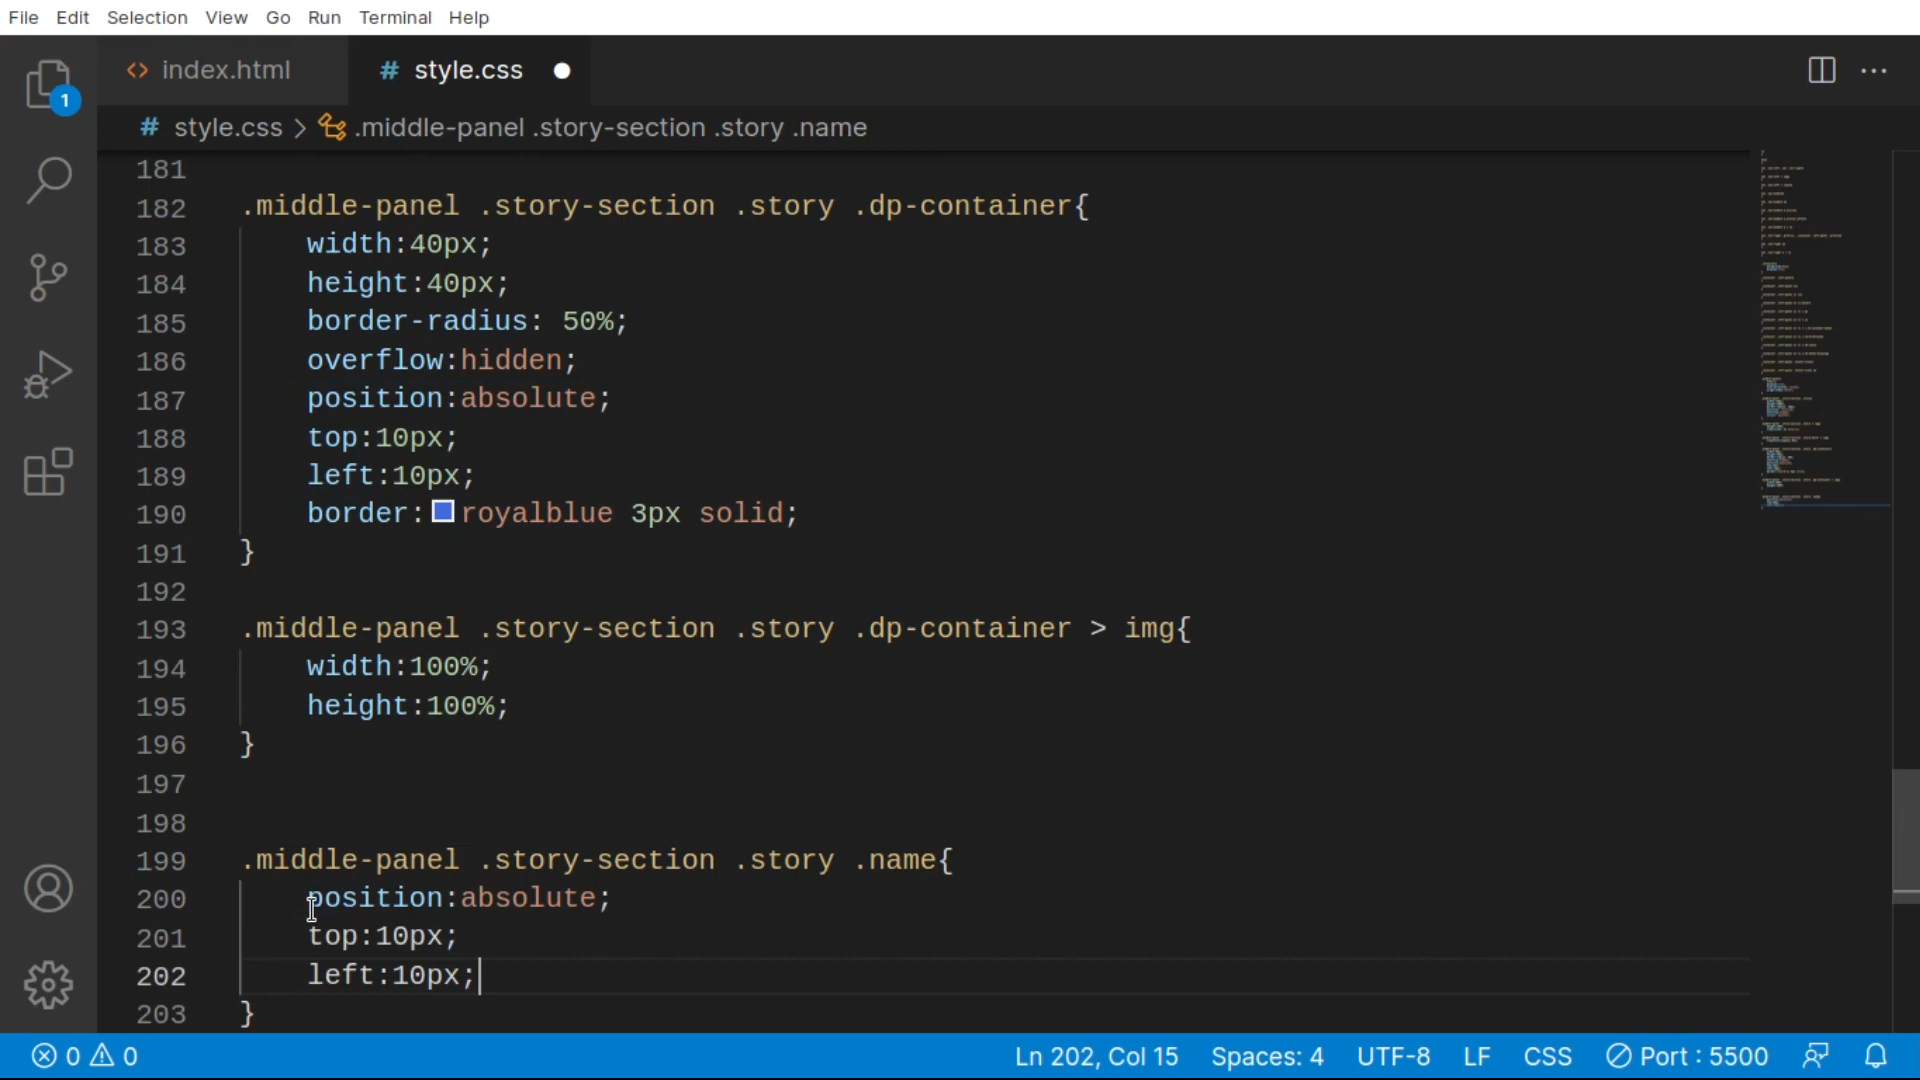 File Edit Selection View Go Run Terminal Help
<> index.html # style.css
1
# style.css > .middle-panel .story-section .story .name
181
182 .middle-panel .story-section .story .dp-container{
183 width:40px;
184 height:40px;
185 border-radius: 50%;
186 overflow:hidden;
187 position:absolute;
188 top:10px;
189 left:10px;
190 border:royalblue 3px solid;
191 }
192
193 .middle-panel .story-section .story .dp-container > img{
194 width:100%;
195 height:100%;
196 }
197
198
199 .middle-panel .story-section .story .name{
200 position:absolute;
201 top:10px;
202 left:10px;
203 }
0 0 Ln 202, Col 15 Spaces: 4 UTF-8 LF CSS Port : 5500